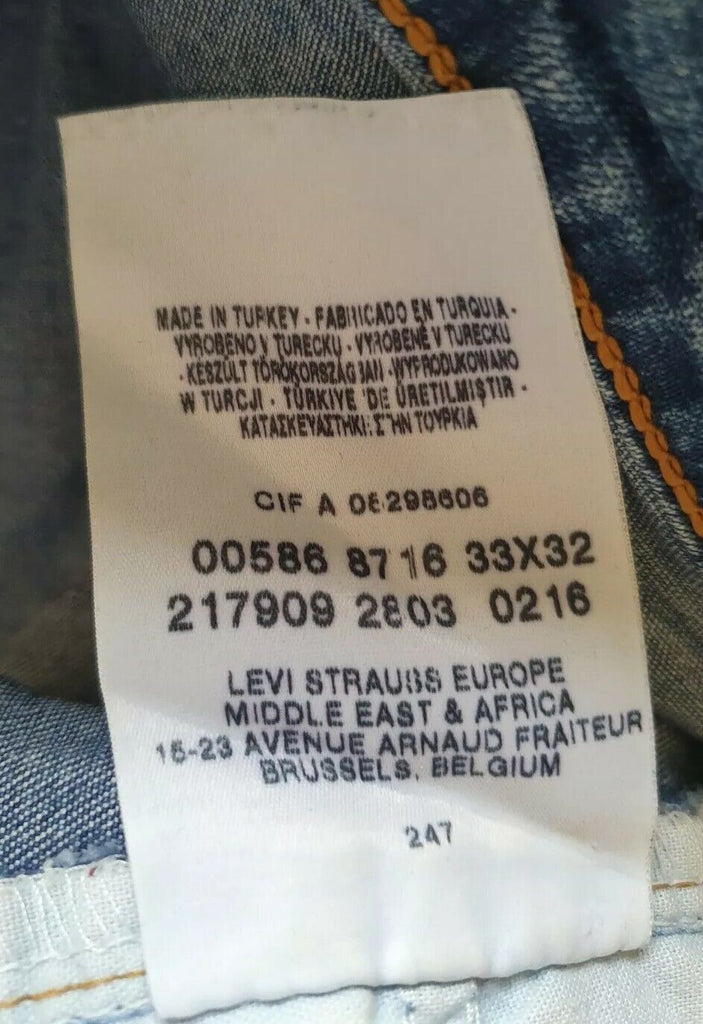 MADE IN TURKEY - FABRICADO EN TURQUIA -
VYROBENO V TURECKU - VYROBENÉ V TURECKU
- KÉSZÜLT TÖRÖKORSZÁGBAN - WYPRODUKOWANO
W TURCJI - TÜRKIYE 'DE ÜRETILMIŞTIR -
ΚΑΤΑΣΚΕΥΑΣΤΗΚΕ ΣΤΗΝ ΤΟΥΡΚΙΑ
CIF A 08298606
00586 8716 33X32
217909 2803 0216
LEVI STRAUSS EUROPE
MIDDLE EAST & AFRICA
15-23 AVENUE ARNAUD FRAITEUR
BRUSSELS, BELGIUM
247